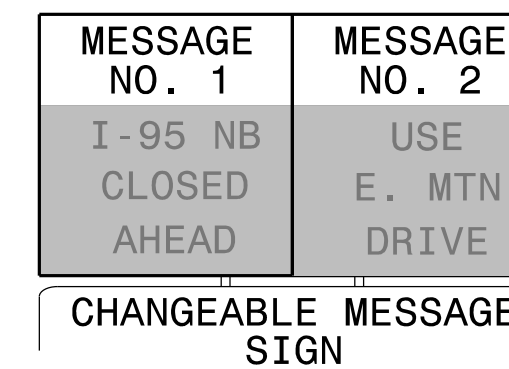 MESSAGE
NO. 1
I-95 NB
CLOSED
AHEAD
MESSAGE
NO. 2
USE
E. MTN
DRIVE
CHANGEABLE MESSAGE
SIGN